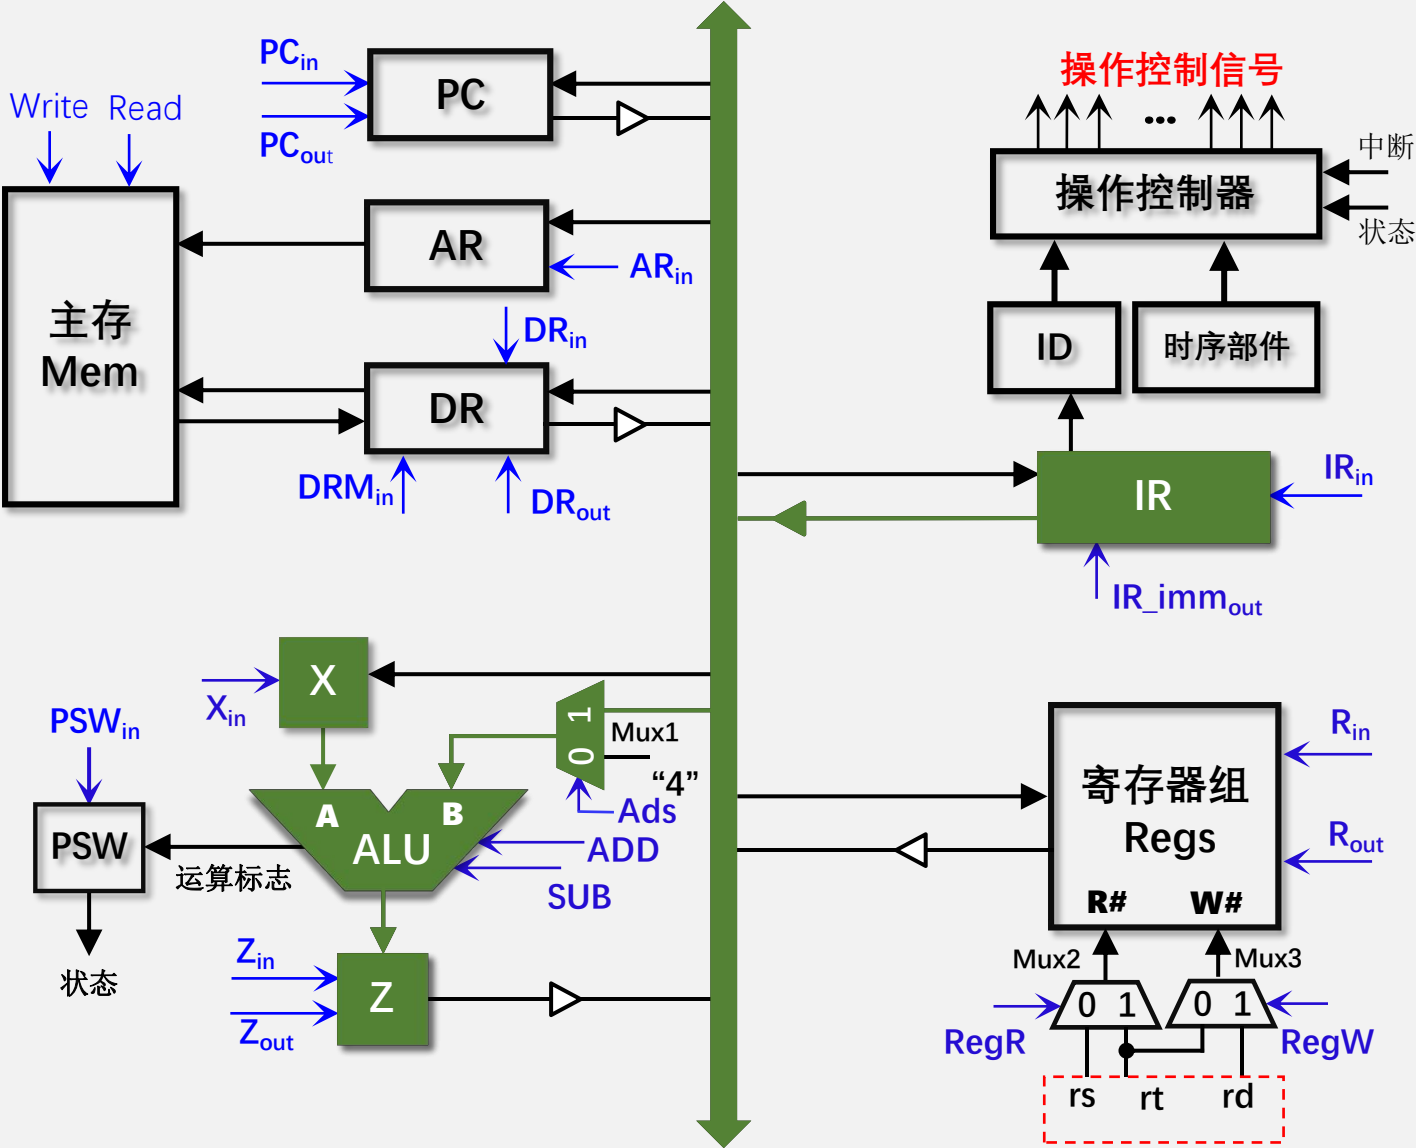 PCin
PC
PCout
Write
Read
操作控制信号
...
操作控制器
中断
状态
AR
ARin
主存
Mem
DRin
DR
DRMin
DRout
ID
时序部件
IR
IRin
IR_immout
X
Xin
1
0
Mux1
“4”
Ads
PSWin
PSW
运算标志
状态
A
B
ALU
ADD
SUB
Zin
Z
Zout
Rin
寄存器组
Regs
Rout
R#
W#
Mux2
Mux3
0 1
0 1
RegR
RegW
rs
rt
rd